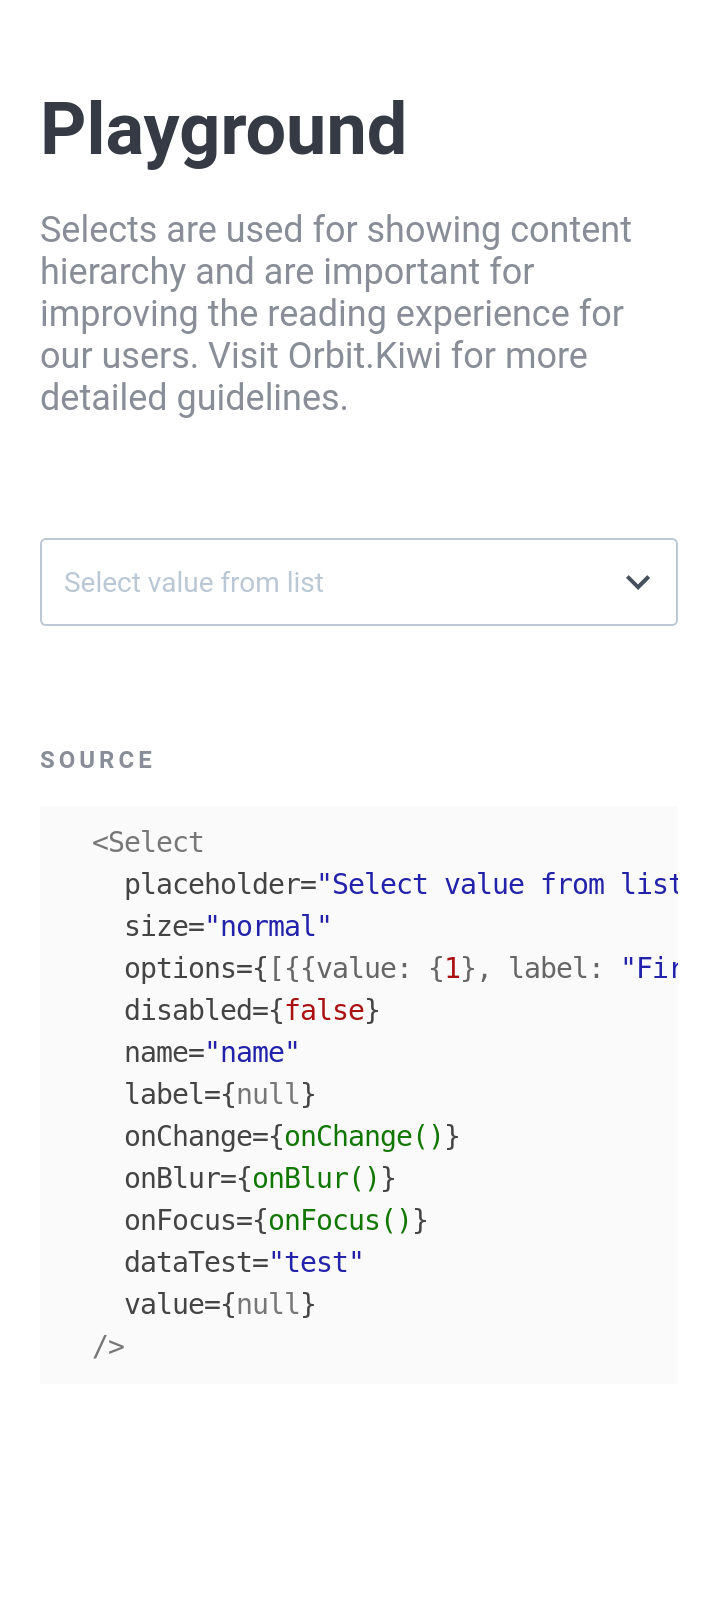 Playground
Selects are used for showing content
hierarchy and are important for
improving the reading experience for
our users. Visit Orbit.Kiwi for more
detailed guidelines.
Select value from list
SOURCE
<Select
placeholder="Select value from list
size="normal"
options={[{{value: {1}, label: "Fir
disabled={false}
name="name"
label={null}
onChange={onChange()}
onBlur={onBlur()}
onFocus={onFocus()}
dataTest="test"
value={null}
/>